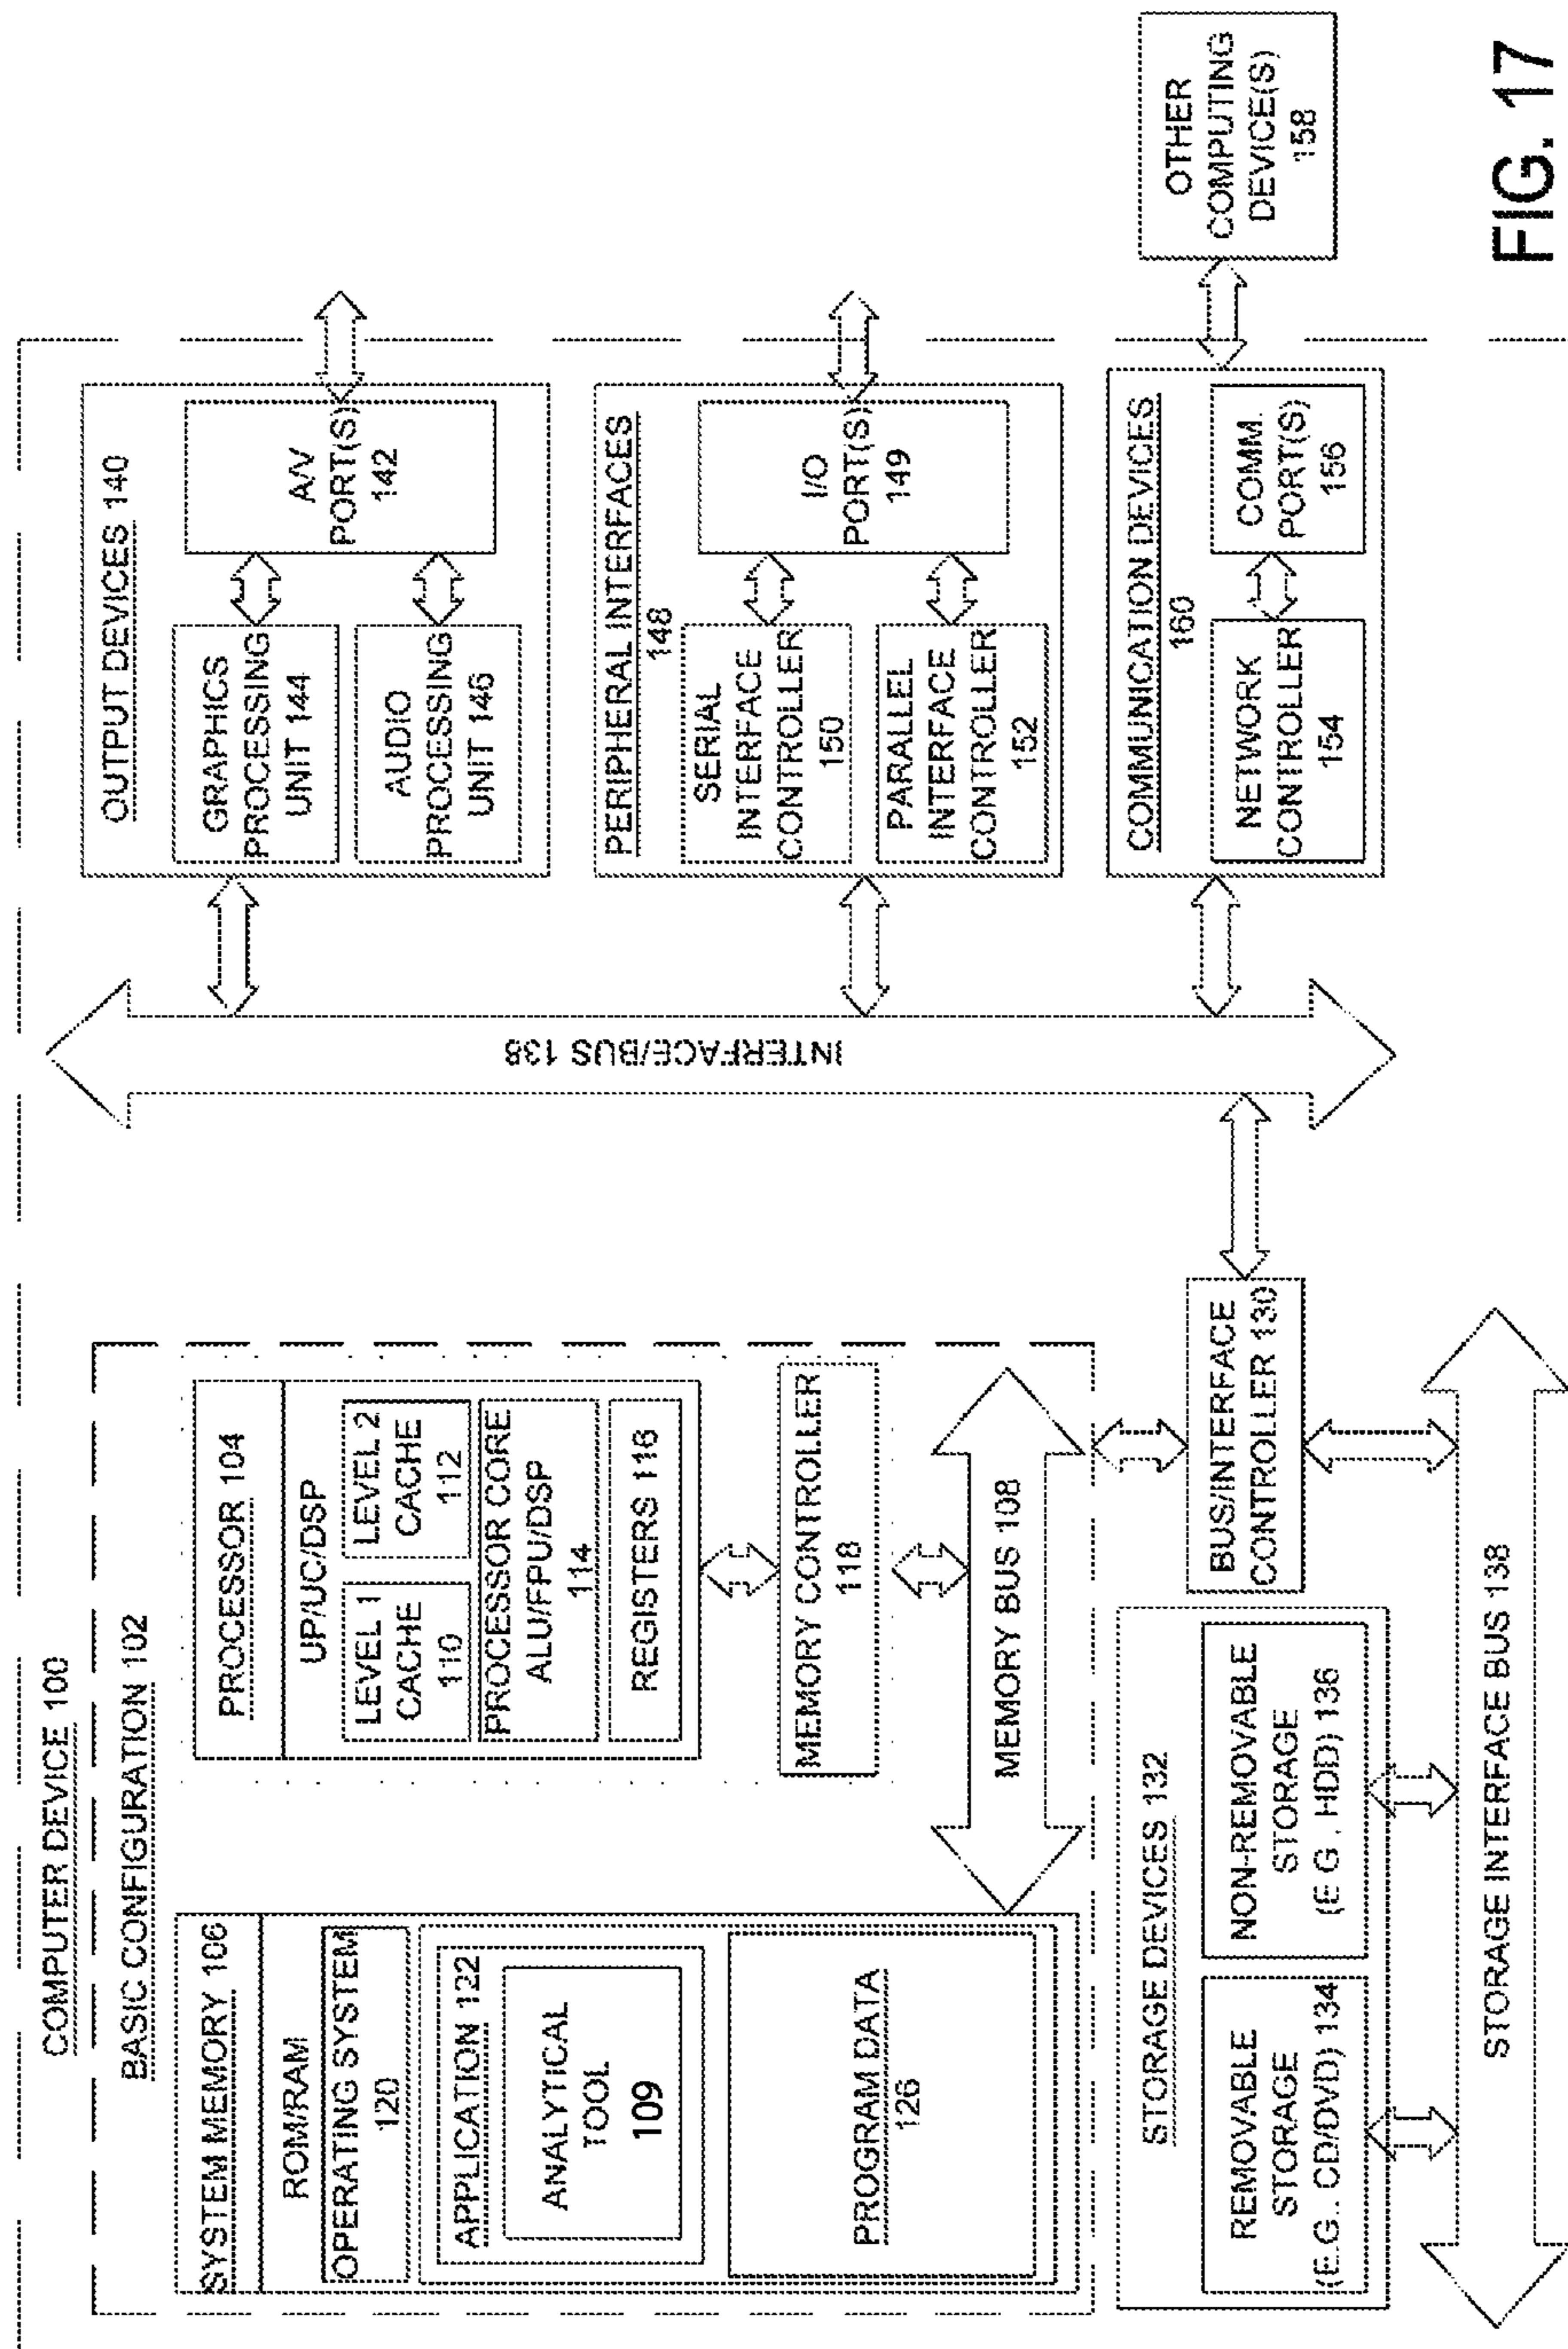 COMPUTER DEVICE 100
BASIC CONFIGURATION 102
SYSTEM MEMORY 106
ROM/RAM
OPERATING SYSTEM
120
APPLICATION 122
ANALYTICAL
TOOL
109
PROGRAM DATA
126
PROCESSOR 104
UP/UC/DSP
LEVEL 1
CACHE
110
LEVEL 2
CACHE
112
PROCESSOR CORE
ALU/FPU/DSP
114
REGISTERS 116
MEMORY CONTROLLER
118
MEMORY BUS 108
BUS/INTERFACE
CONTROLLER 130
STORAGE DEVICES 132
REMOVABLE
STORAGE
(E.G., CD/DVD) 134
NON-REMOVABLE
STORAGE
(E.G., HDD) 136
STORAGE INTERFACE BUS 138
INTERFACE/BUS 138
OUTPUT DEVICES 140
GRAPHICS
PROCESSING
UNIT 144
AUDIO
PROCESSING
UNIT 146
A/V
PORT(S)
142
PERIPHERAL INTERFACES
148
SERIAL
INTERFACE
CONTROLLER
150
PARALLEL
INTERFACE
CONTROLLER
152
I/O
PORT(S)
149
COMMUNICATION DEVICES
160
NETWORK
CONTROLLER
154
COMM.
PORT(S)
156
OTHER
COMPUTING
DEVICE(S)
158
FIG. 17